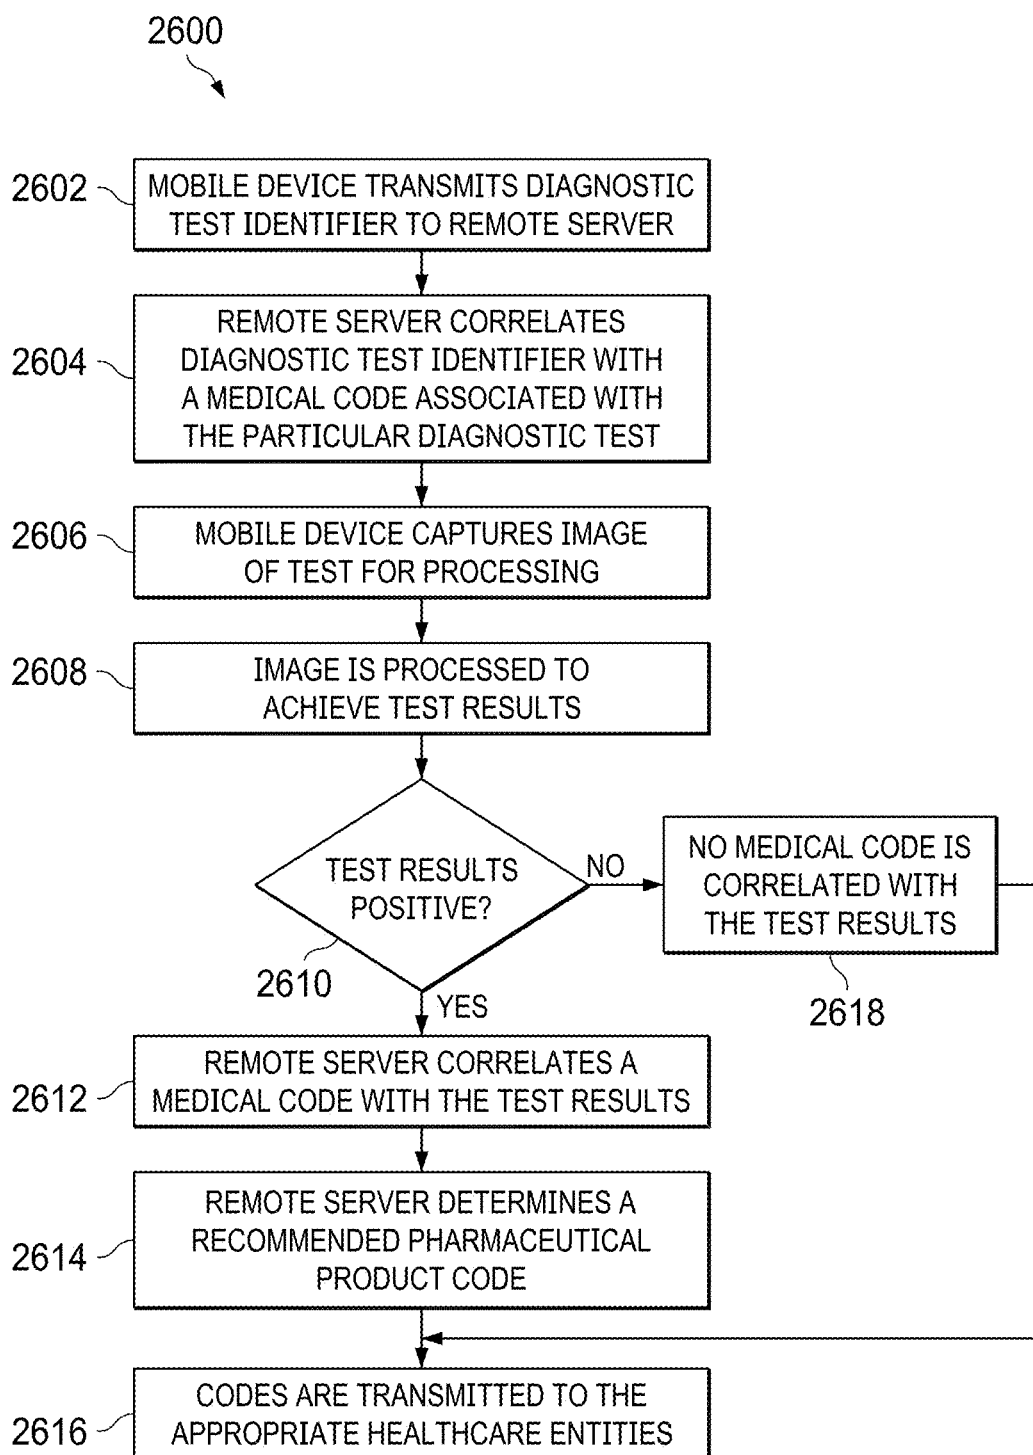 2600
2602
MOBILE DEVICE TRANSMITS DIAGNOSTIC
TEST IDENTIFIER TO REMOTE SERVER
2604
REMOTE SERVER CORRELATES
DIAGNOSTIC TEST IDENTIFIER WITH
A MEDICAL CODE ASSOCIATED WITH
THE PARTICULAR DIAGNOSTIC TEST
2606
MOBILE DEVICE CAPTURES IMAGE
OF TEST FOR PROCESSING
2608
IMAGE IS PROCESSED TO
ACHIEVE TEST RESULTS
TEST RESULTS
POSITIVE?
2610
NO
NO MEDICAL CODE IS
CORRELATED WITH
THE TEST RESULTS
2618
YES
2612
REMOTE SERVER CORRELATES A
MEDICAL CODE WITH THE TEST RESULTS
2614
REMOTE SERVER DETERMINES A
RECOMMENDED PHARMACEUTICAL
PRODUCT CODE
2616
CODES ARE TRANSMITTED TO THE
APPROPRIATE HEALTHCARE ENTITIES